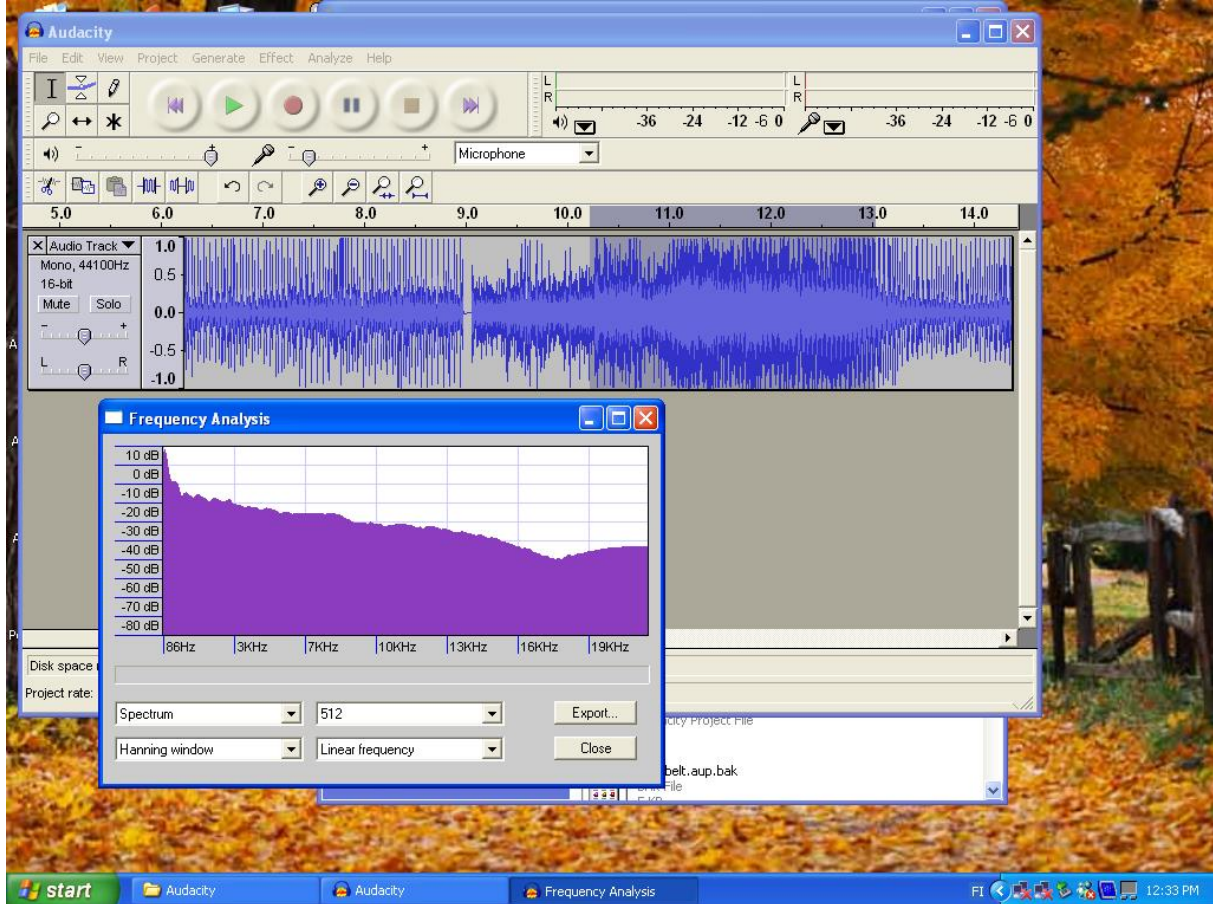 Audacity
File Edit View Project Generate Effect Analyze Help
L
R
-36 -24 -12 -6 0
L
R
-36 -24 -12 -6 0
Microphone
5.0 6.0 7.0 8.0 9.0 10.0 11.0 12.0 13.0 14.0
Audio Track
Mono, 44100Hz
16-bit
Mute Solo
- +
L R
1.0
0.5
0.0
-0.5
-1.0
Frequency Analysis
10 dB
0 dB
-10 dB
-20 dB
-30 dB
-40 dB
-50 dB
-60 dB
-70 dB
-80 dB
86Hz 3KHz 7KHz 10KHz 13KHz 16KHz 19KHz
Spectrum 512 Export...
Hanning window Linear frequency Close
Disk space
Project rate:
Project File
belt.aup.bak
File
start Audacity Audacity Frequency Analysis FI 12:33 PM